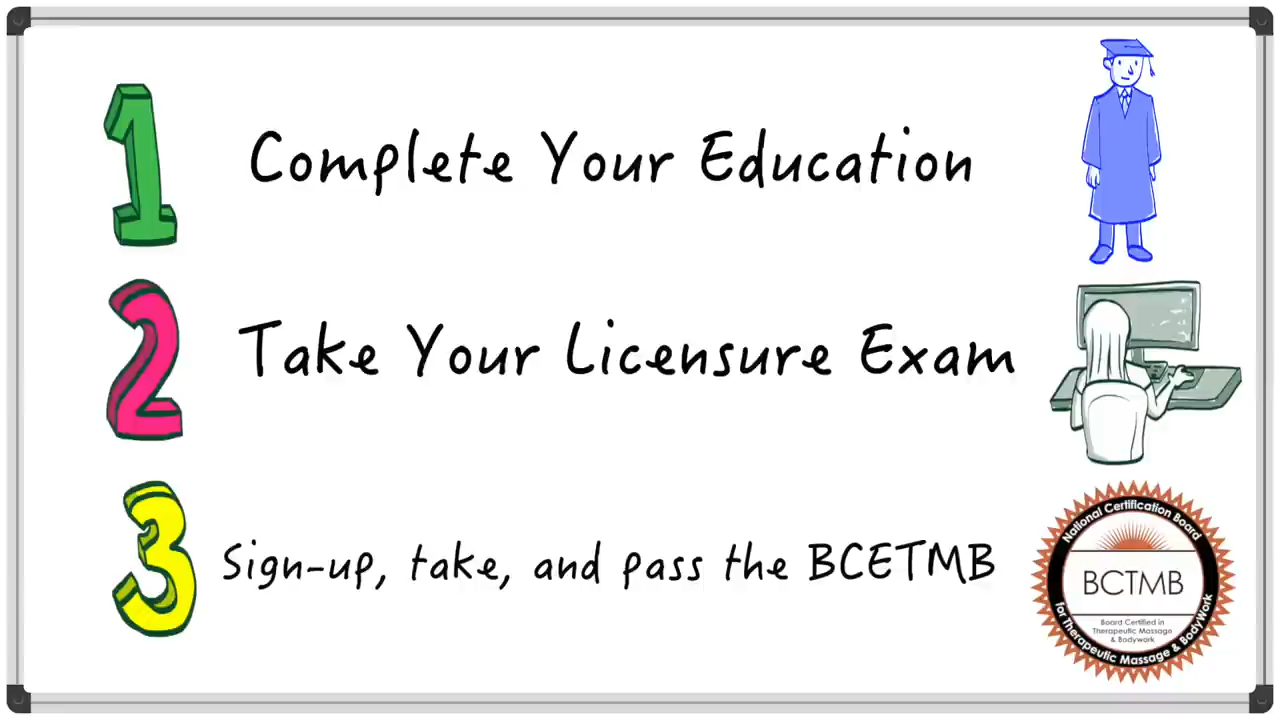 1
Complete Your Education
2
Take Your Licensure Exam
3
Sign-up, take, and pass the BCETMB
National Certification Board
BCTMB
Board Certified in
Therapeutic Massage
& Bodywork
for Therapeutic Massage & BodyWork